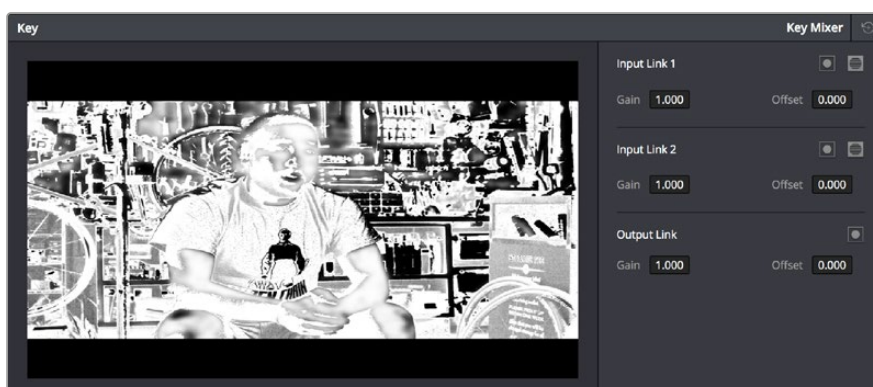 Key
Key Mixer
Input Link 1
Gain 1.000 Offset 0.000
Input Link 2
Gain 1.000 Offset 0.000
Output Link
Gain 1.000 Offset 0.000